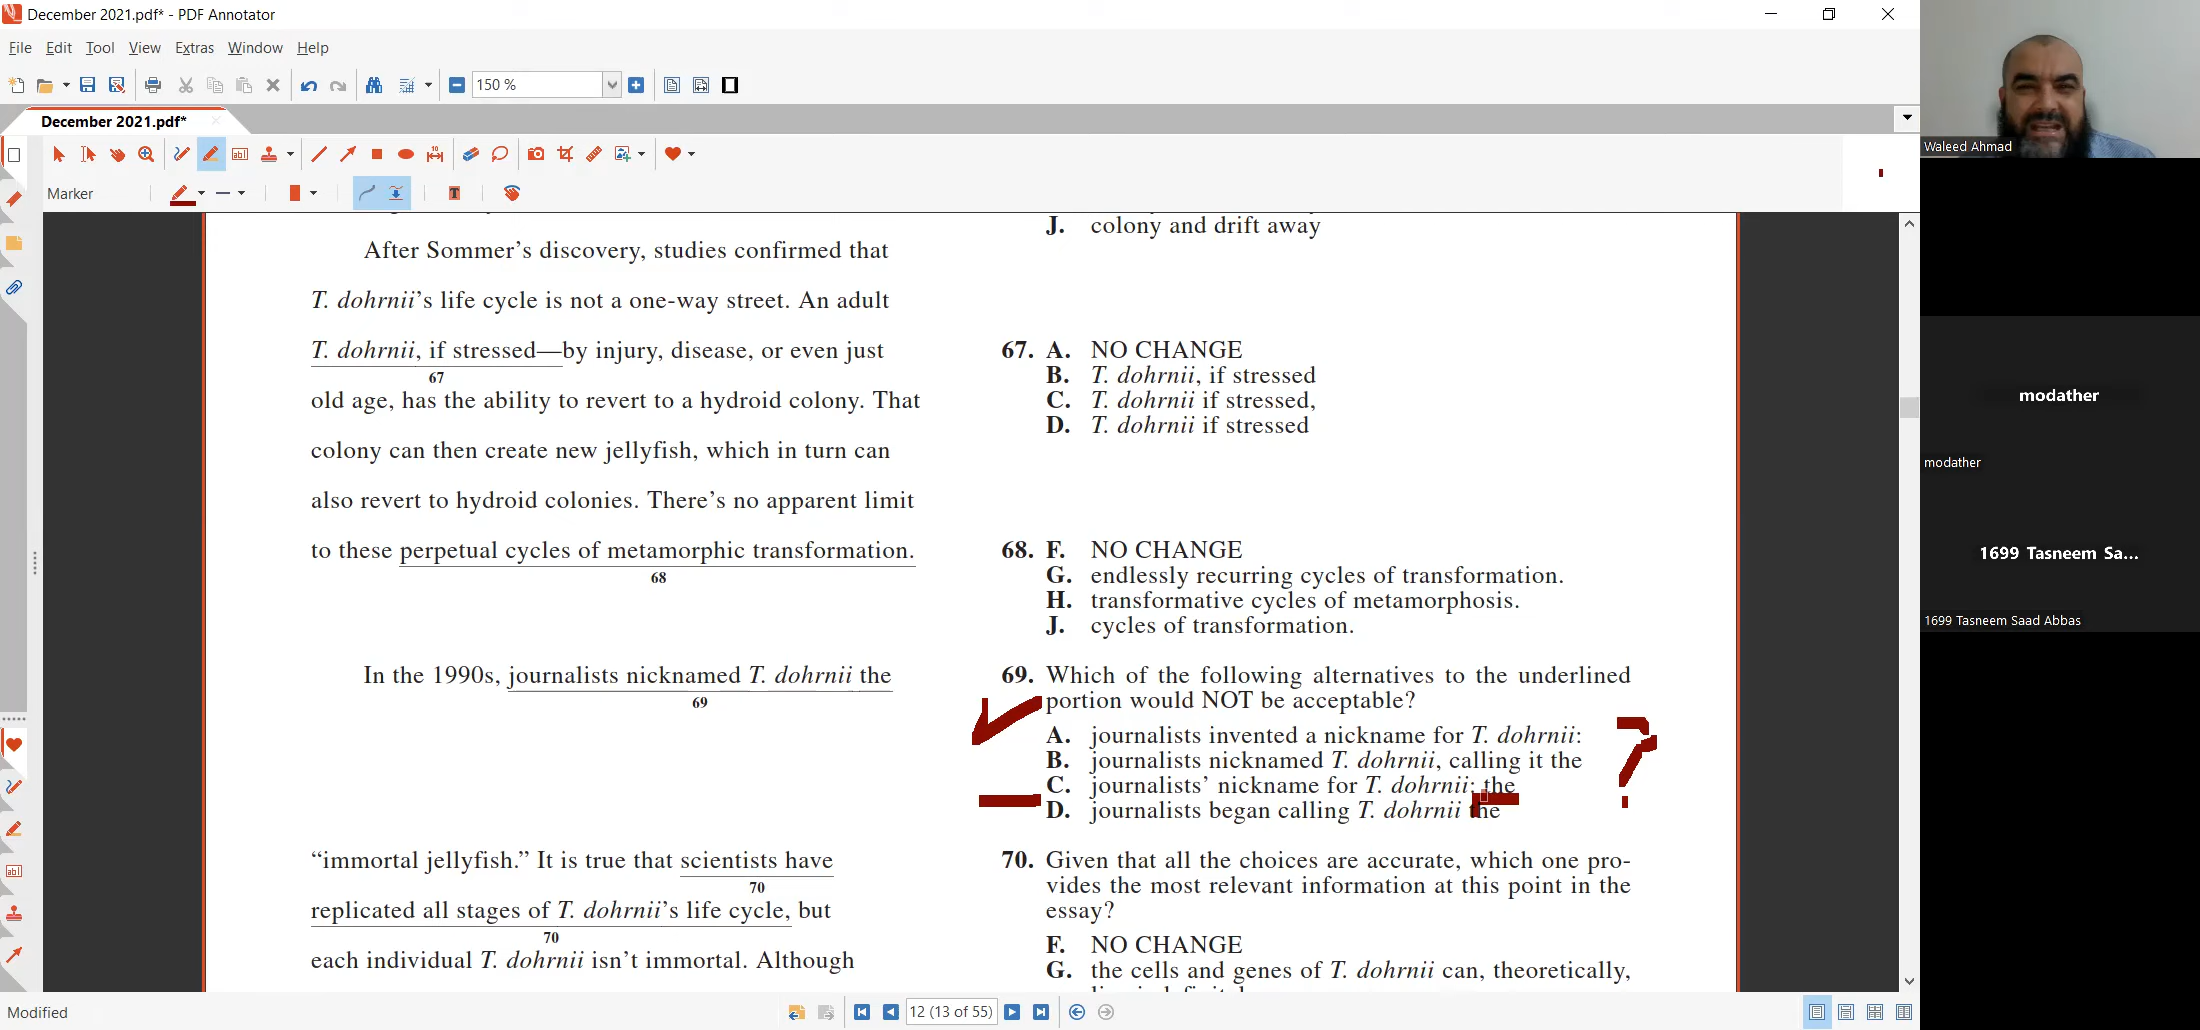 December 2021.pdf* - PDF Annotator
File Edit Tool View Extras Window Help
150 %
December 2021.pdf*
Marker
After Sommer’s discovery, studies confirmed that
T. dohrnii’s life cycle is not a one-way street. An adult
T. dohrnii, if stressed—by injury, disease, or even just
67
old age, has the ability to revert to a hydroid colony. That
colony can then create new jellyfish, which in turn can
also revert to hydroid colonies. There’s no apparent limit
to these perpetual cycles of metamorphic transformation.
68
In the 1990s, journalists nicknamed T. dohrnii the
69
“immortal jellyfish.” It is true that scientists have
70
replicated all stages of T. dohrnii’s life cycle, but
70
each individual T. dohrnii isn’t immortal. Although
J. colony and drift away
67. A. NO CHANGE
B. T. dohrnii, if stressed
C. T. dohrnii if stressed,
D. T. dohrnii if stressed
68. F. NO CHANGE
G. endlessly recurring cycles of transformation.
H. transformative cycles of metamorphosis.
J. cycles of transformation.
69. Which of the following alternatives to the underlined
portion would NOT be acceptable?
A. journalists invented a nickname for T. dohrnii:
B. journalists nicknamed T. dohrnii, calling it the
C. journalists’ nickname for T. dohrnii: the
D. journalists began calling T. dohrnii the
?
70. Given that all the choices are accurate, which one pro-
vides the most relevant information at this point in the
essay?
F. NO CHANGE
G. the cells and genes of T. dohrnii can, theoretically,
Modified
12 (13 of 55)
Waleed Ahmad
modather
modather
1699 Tasneem Sa...
1699 Tasneem Saad Abbas